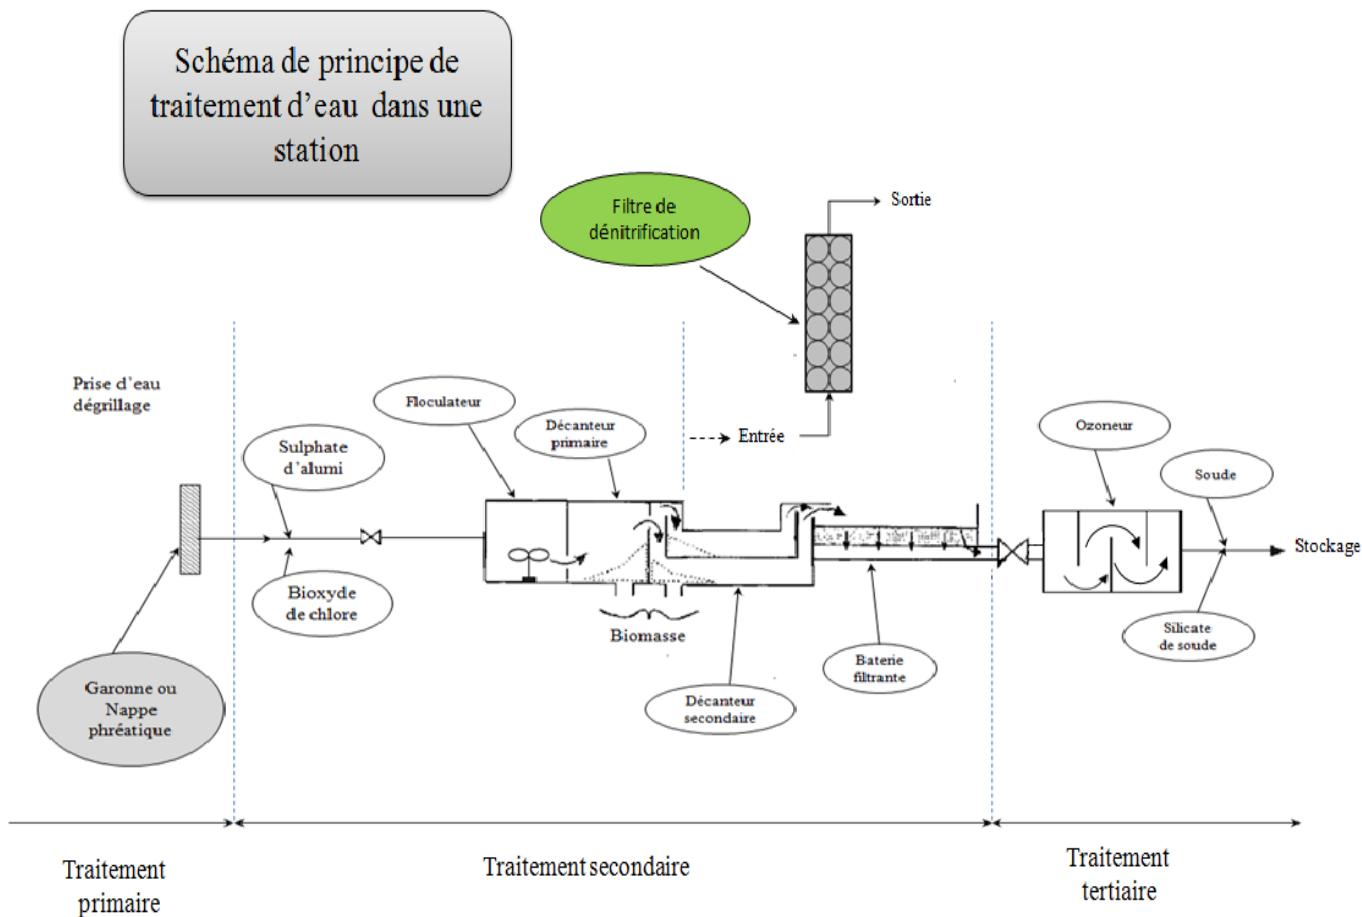 Schéma de principe de
traitement d'eau dans une
station
Filtre de
dénitrification
Sortie
Prise d'eau
dégrillage
Floculateur
Décanteur
primaire
Entrée
Ozoneur
Sulphate
d'alumi
Soude
Stockage
Bioxyde
de chlore
Biomasse
Silicate
de soude
Baterie
filtrante
Garonne ou
Nappe
phréatique
Décanteur
secondaire
Traitement
primaire
Traitement secondaire
Traitement
tertiaire